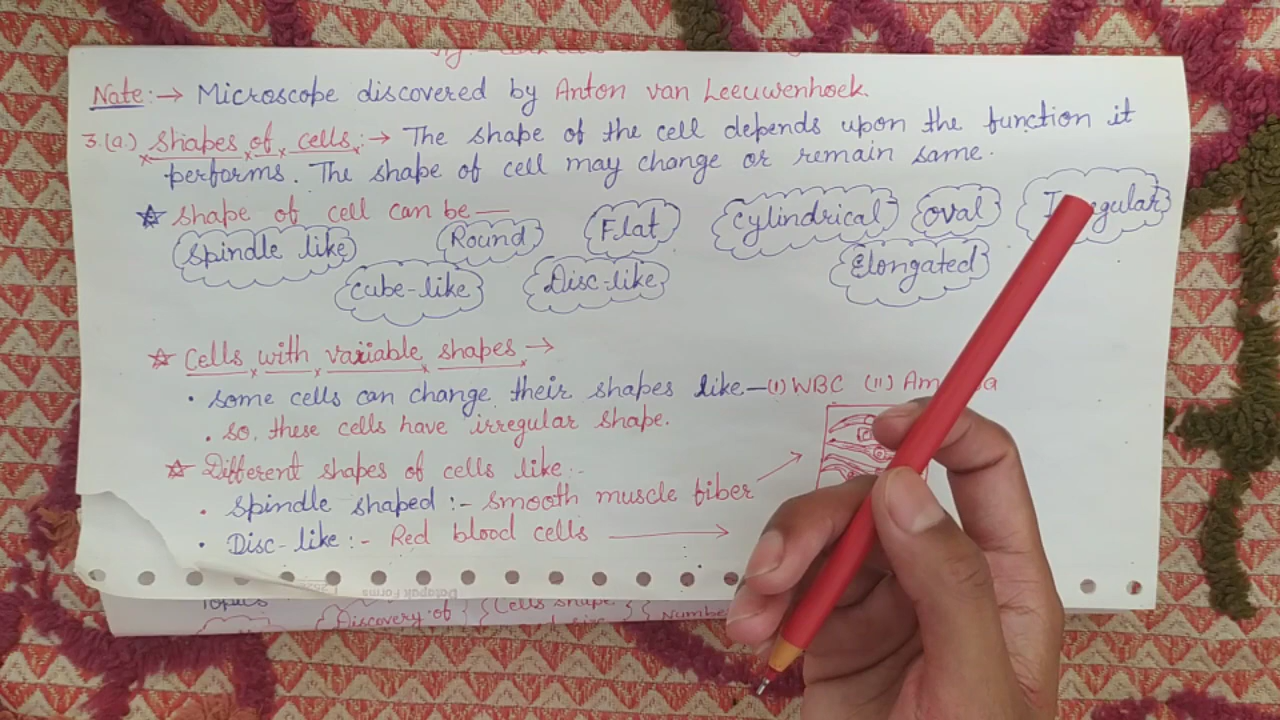 Note:→ Microscope discovered by Anton van Leeuwenhoek.
3.(a.) Shapes of cells:→ The shape of the cell depends upon the function it
performs. The shape of cell may change or remain same.
☆ Shape of cell can be—
Spindle like Round Flat Cylindrical oval
Cube-like Disc-like Elongated
☆ Cells with variable shapes →
• Some cells can change their shapes like—(i) WBC (ii)
• So, these cells have irregular shape.
☆ Different shapes of cells like:-
• Spindle shaped :- Smooth muscle fiber
• Disc-like :- Red blood cells
Datapak Forms
Topics Discovery of Cells shape